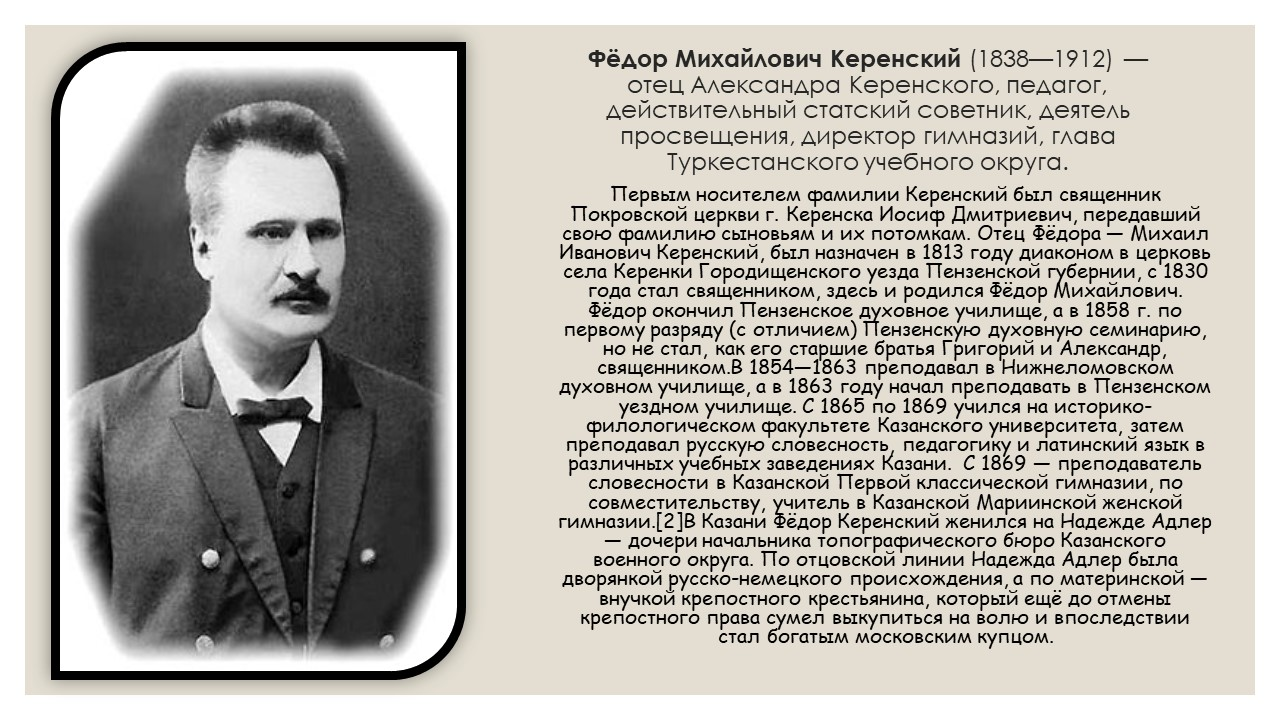 Фёдор Михайлович Керенский (1838—1912) —
отец Александра Керенского, педагог,
действительный статский советник, деятель
просвещения, директор гимназий, глава
Туркестанского учебного округа.
Первым носителем фамилии Керенский был священник
Покровской церкви г. Керенска Иосиф Дмитриевич, передавший
свою фамилию сыновьям и их потомкам. Отец Фёдора — Михаил
Иванович Керенский, был назначен в 1813 году диаконом в церковь
села Керенки Городищенского уезда Пензенской губернии, с 1830
года стал священником, здесь и родился Фёдор Михайлович.
Фёдор окончил Пензенское духовное училище, а в 1858 г. по
первому разряду (с отличием) Пензенскую духовную семинарию,
но не стал, как его старшие братья Григорий и Александр,
священником.В 1854—1863 преподавал в Нижнеломовском
духовном училище, а в 1863 году начал преподавать в Пензенском
уездном училище. С 1865 по 1869 учился на историко-
филологическом факультете Казанского университета, затем
преподавал русскую словесность, педагогику и латинский язык в
различных учебных заведениях Казани. С 1869 — преподаватель
словесности в Казанской Первой классической гимназии, по
совместительству, учитель в Казанской Мариинской женской
гимназии.[2]В Казани Фёдор Керенский женился на Надежде Адлер
— дочери начальника топографического бюро Казанского
военного округа. По отцовской линии Надежда Адлер была
дворянкой русско-немецкого происхождения, а по материнской —
внучкой крепостного крестьянина, который ещё до отмены
крепостного права сумел выкупиться на волю и впоследствии
стал богатым московским купцом.